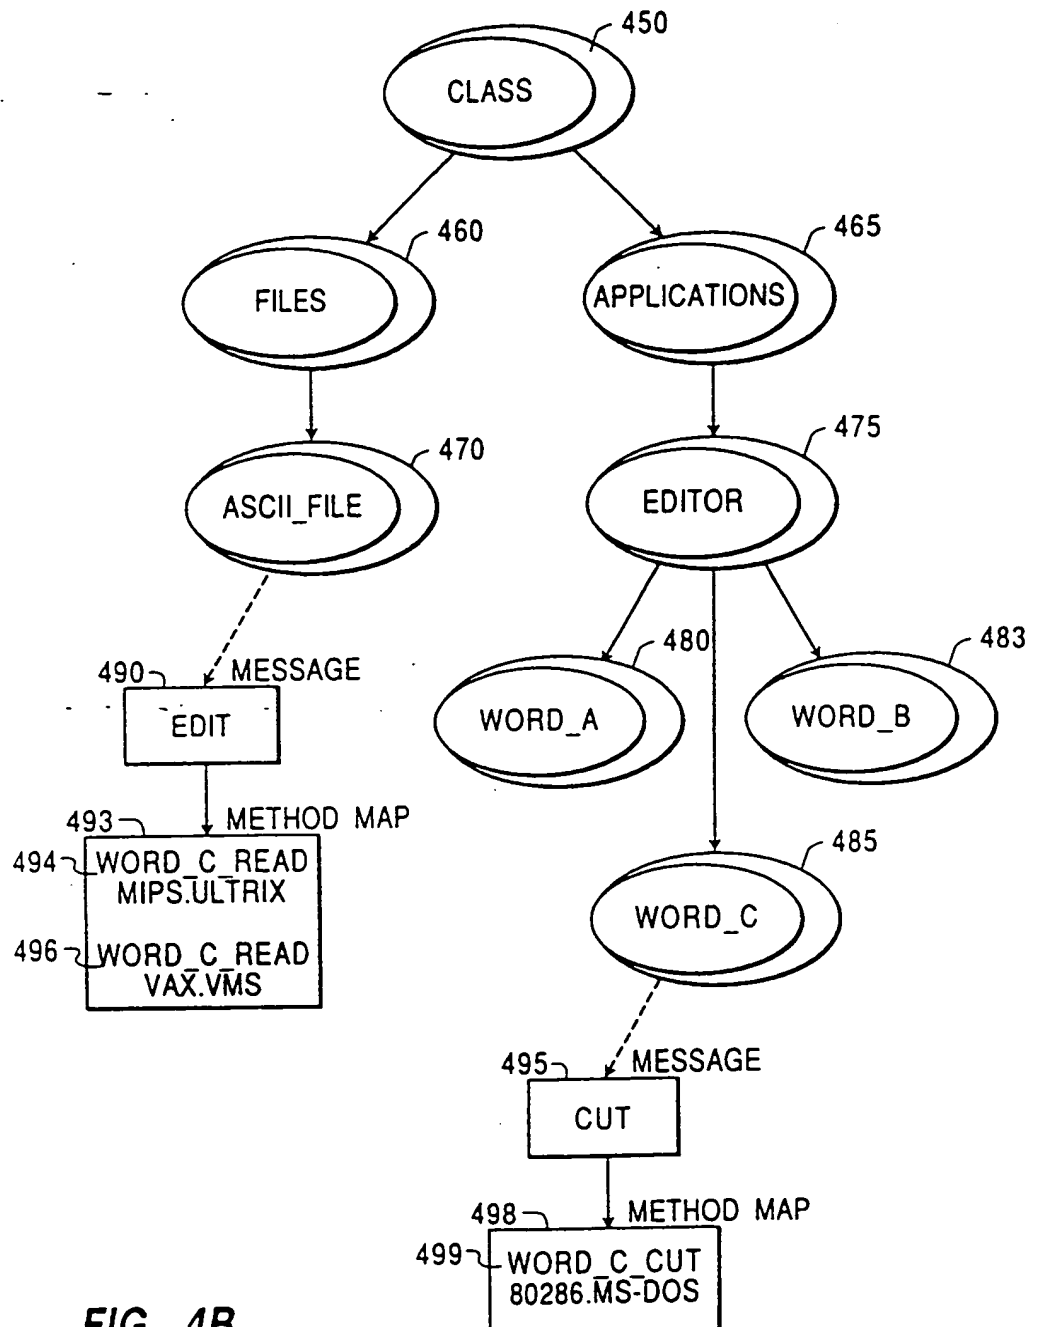 450
CLASS
460
465
FILES
APPLICATIONS
470
475
ASCII_FILE
EDITOR
480
483
490
MESSAGE
EDIT
WORD_A
WORD_B
493
METHOD MAP
494
WORD_C_READ
MIPS.ULTRIX
496
WORD_C_READ
VAX.VMS
485
WORD_C
495
MESSAGE
CUT
498
METHOD MAP
499
WORD_C_CUT
80286.MS-DOS
FIG. 4B